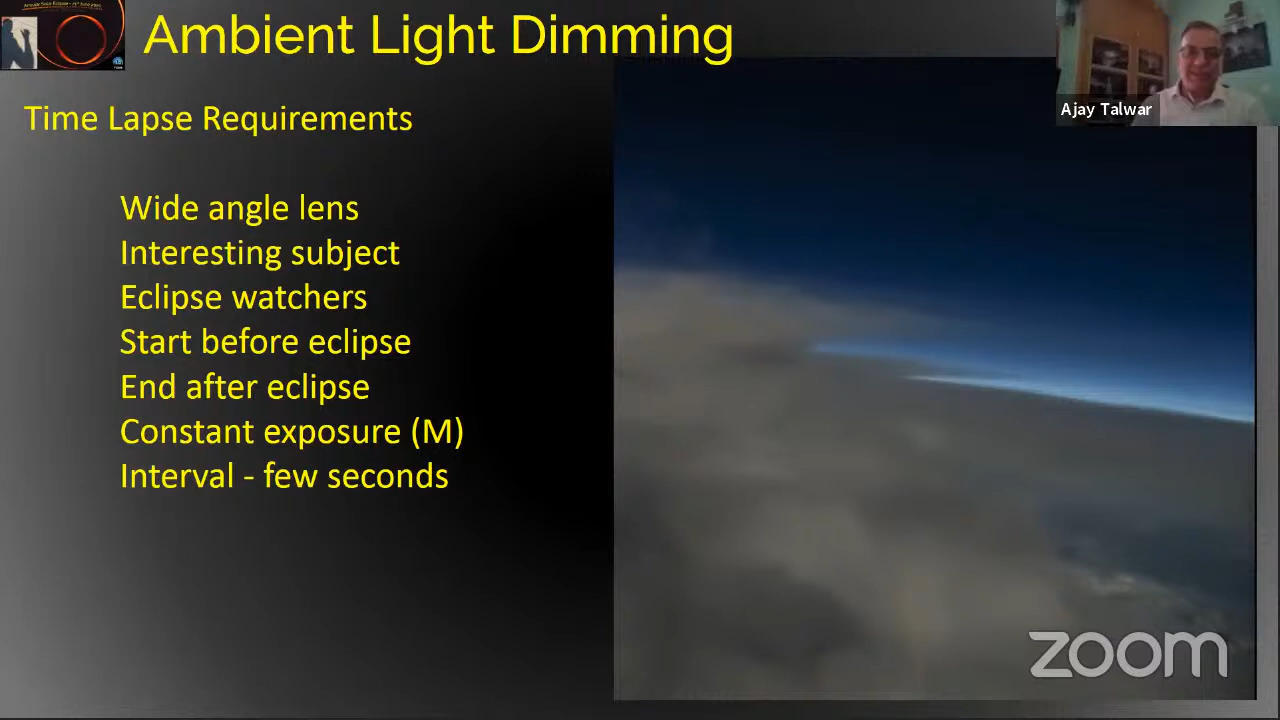 Ambient Light Dimming
Ajay Talwar
Time Lapse Requirements
Wide angle lens
Interesting subject
Eclipse watchers
Start before eclipse
End after eclipse
Constant exposure (M)
Interval - few seconds
zoom